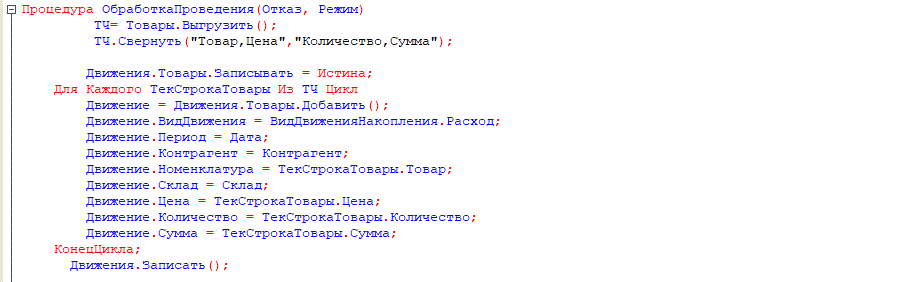 Процедура ОбработкаПроведения(Отказ, Режим)
ТЧ= Товары.Выгрузить();
ТЧ.Свернуть("Товар,Цена","Количество,Сумма");
Движения.Товары.Записывать = Истина;
Для Каждого ТекСтрокаТовары Из ТЧ Цикл
Движение = Движения.Товары.Добавить();
Движение.ВидДвижения = ВидДвиженияНакопления.Расход;
Движение.Период = Дата;
Движение.Контрагент = Контрагент;
Движение.Номенклатура = ТекСтрокаТовары.Товар;
Движение.Склад = Склад;
Движение.Цена = ТекСтрокаТовары.Цена;
Движение.Количество = ТекСтрокаТовары.Количество;
Движение.Сумма = ТекСтрокаТовары.Сумма;
КонецЦикла;
Движения.Записать();